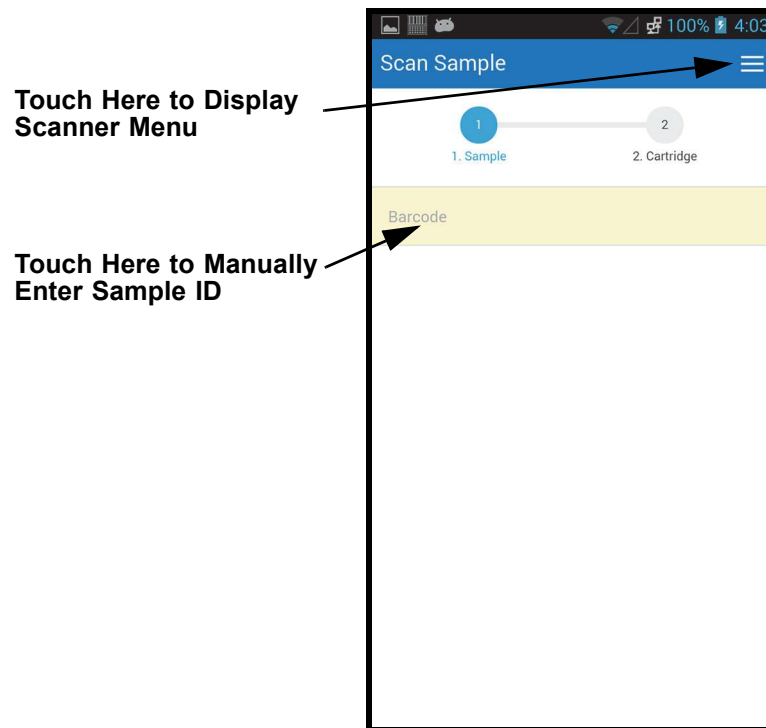 100% 4:03
Scan Sample
Touch Here to Display
Scanner Menu
1
2
1. Sample
2. Cartridge
Barcode
Touch Here to Manually
Enter Sample ID